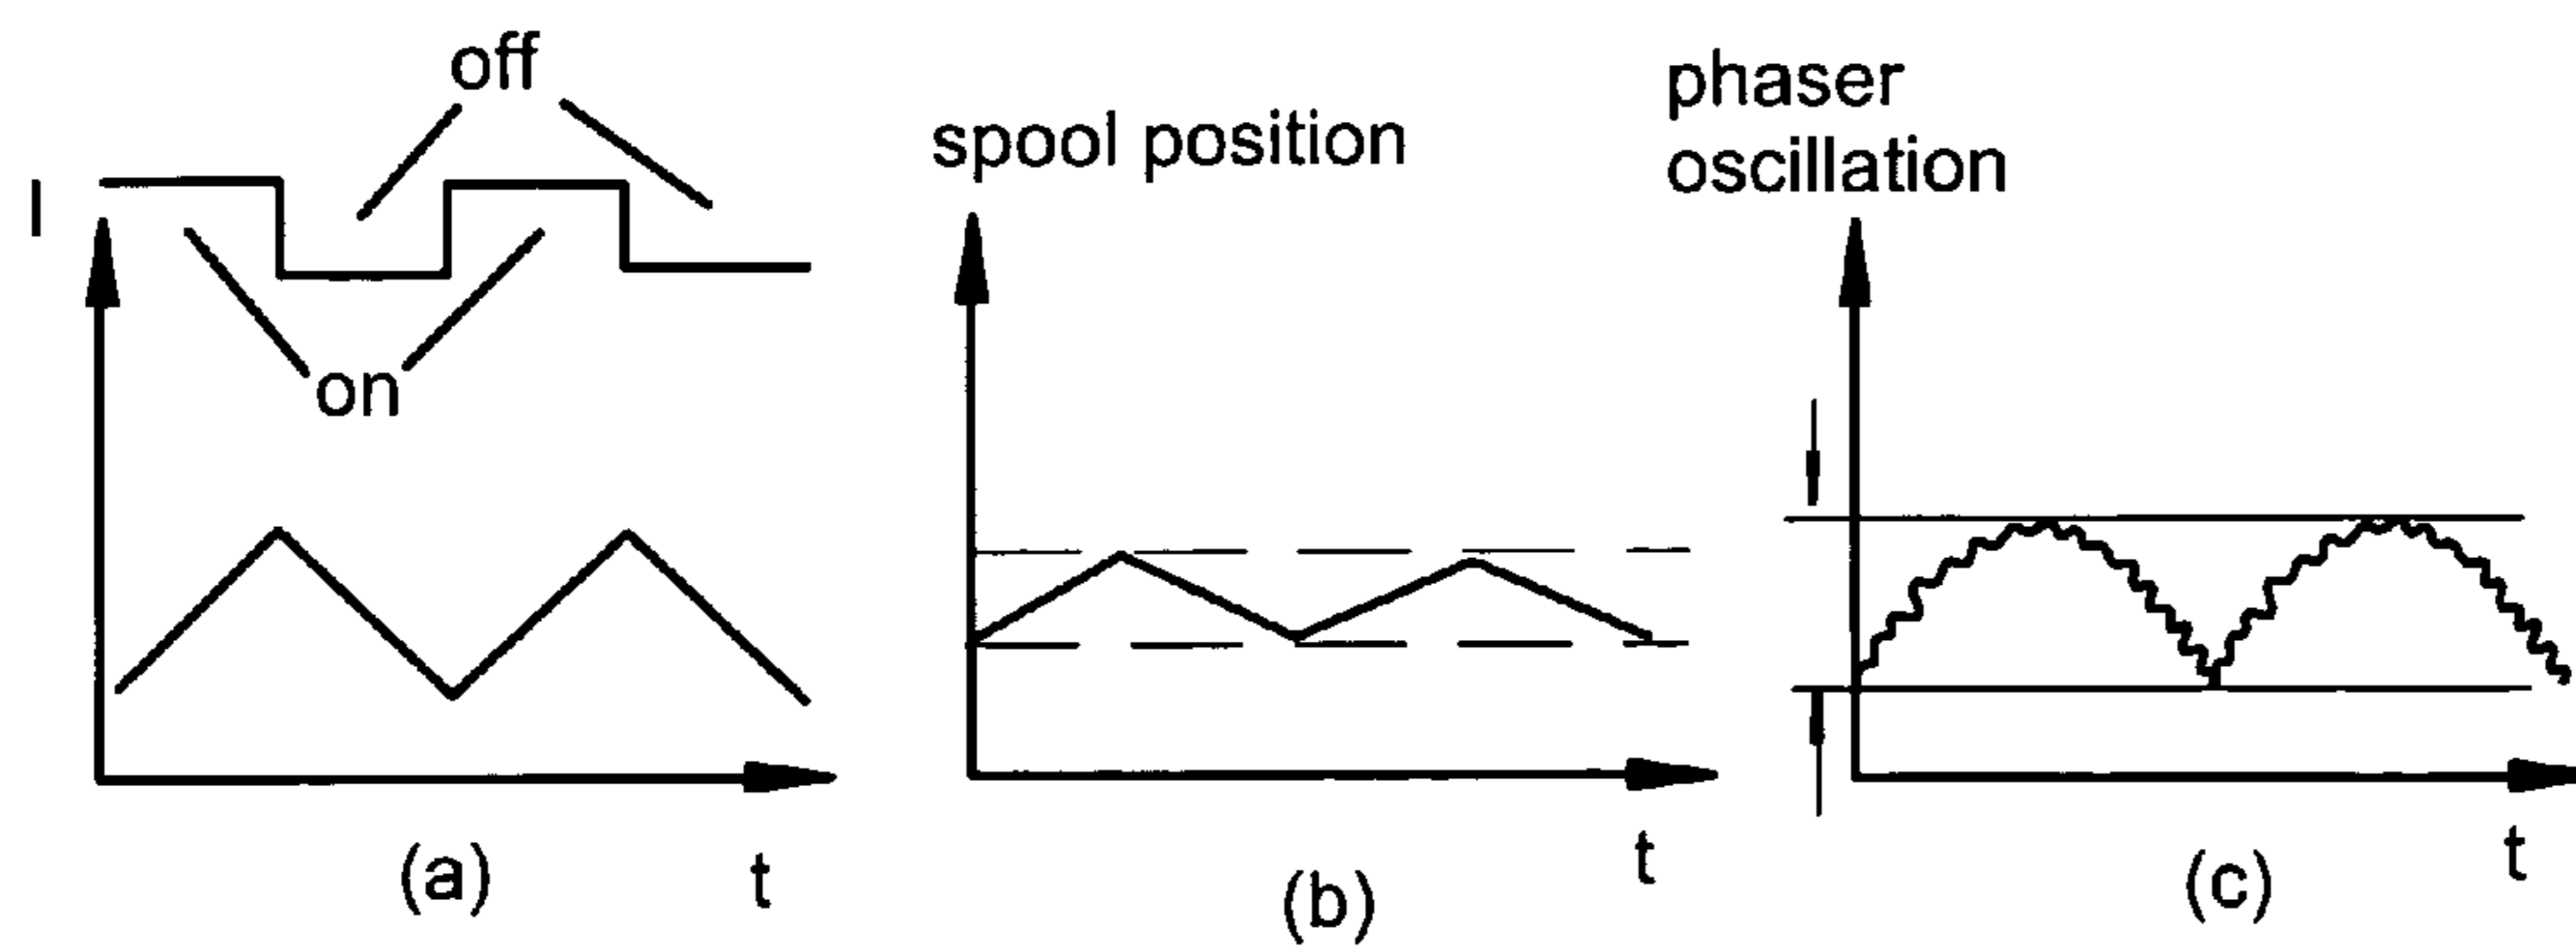 off
I
on
(a)
t
spool position
(b)
t
phaser
oscillation
(c)
t